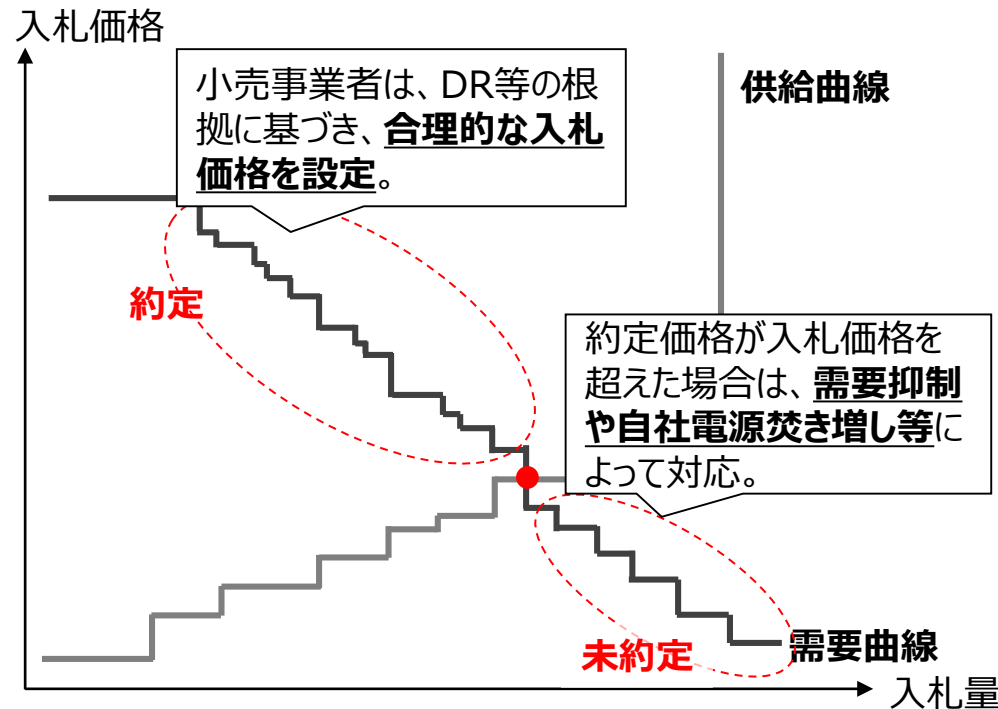 入札価格
小売事業者は、DR等の根
拠に基づき、合理的な入札
価格を設定。
供給曲線
約定
約定価格が入札価格を
超えた場合は、需要抑制
や自社電源焚き増し等に
よって対応。
未約定
需要曲線
入札量